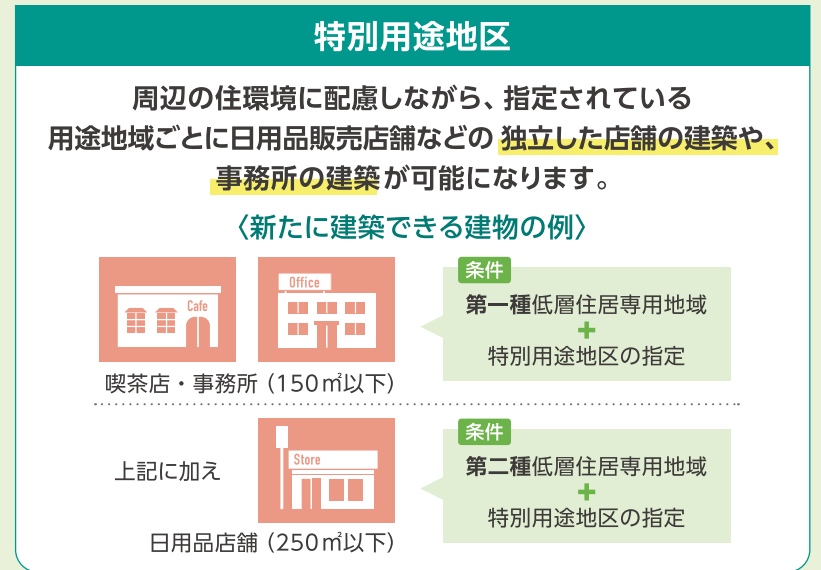 特別用途地区
周辺の住環境に配慮しながら、指定されている
用途地域ごとに日用品販売店舗などの 独立した店舗の建築や、
事務所の建築が可能になります。
〈新たに建築できる建物の例〉
Cafe
Office
喫茶店・事務所（150㎡以下）
条件
第一種低層住居専用地域
+
特別用途地区の指定
上記に加え
Store
日用品店舗（250㎡以下）
条件
第二種低層住居専用地域
+
特別用途地区の指定